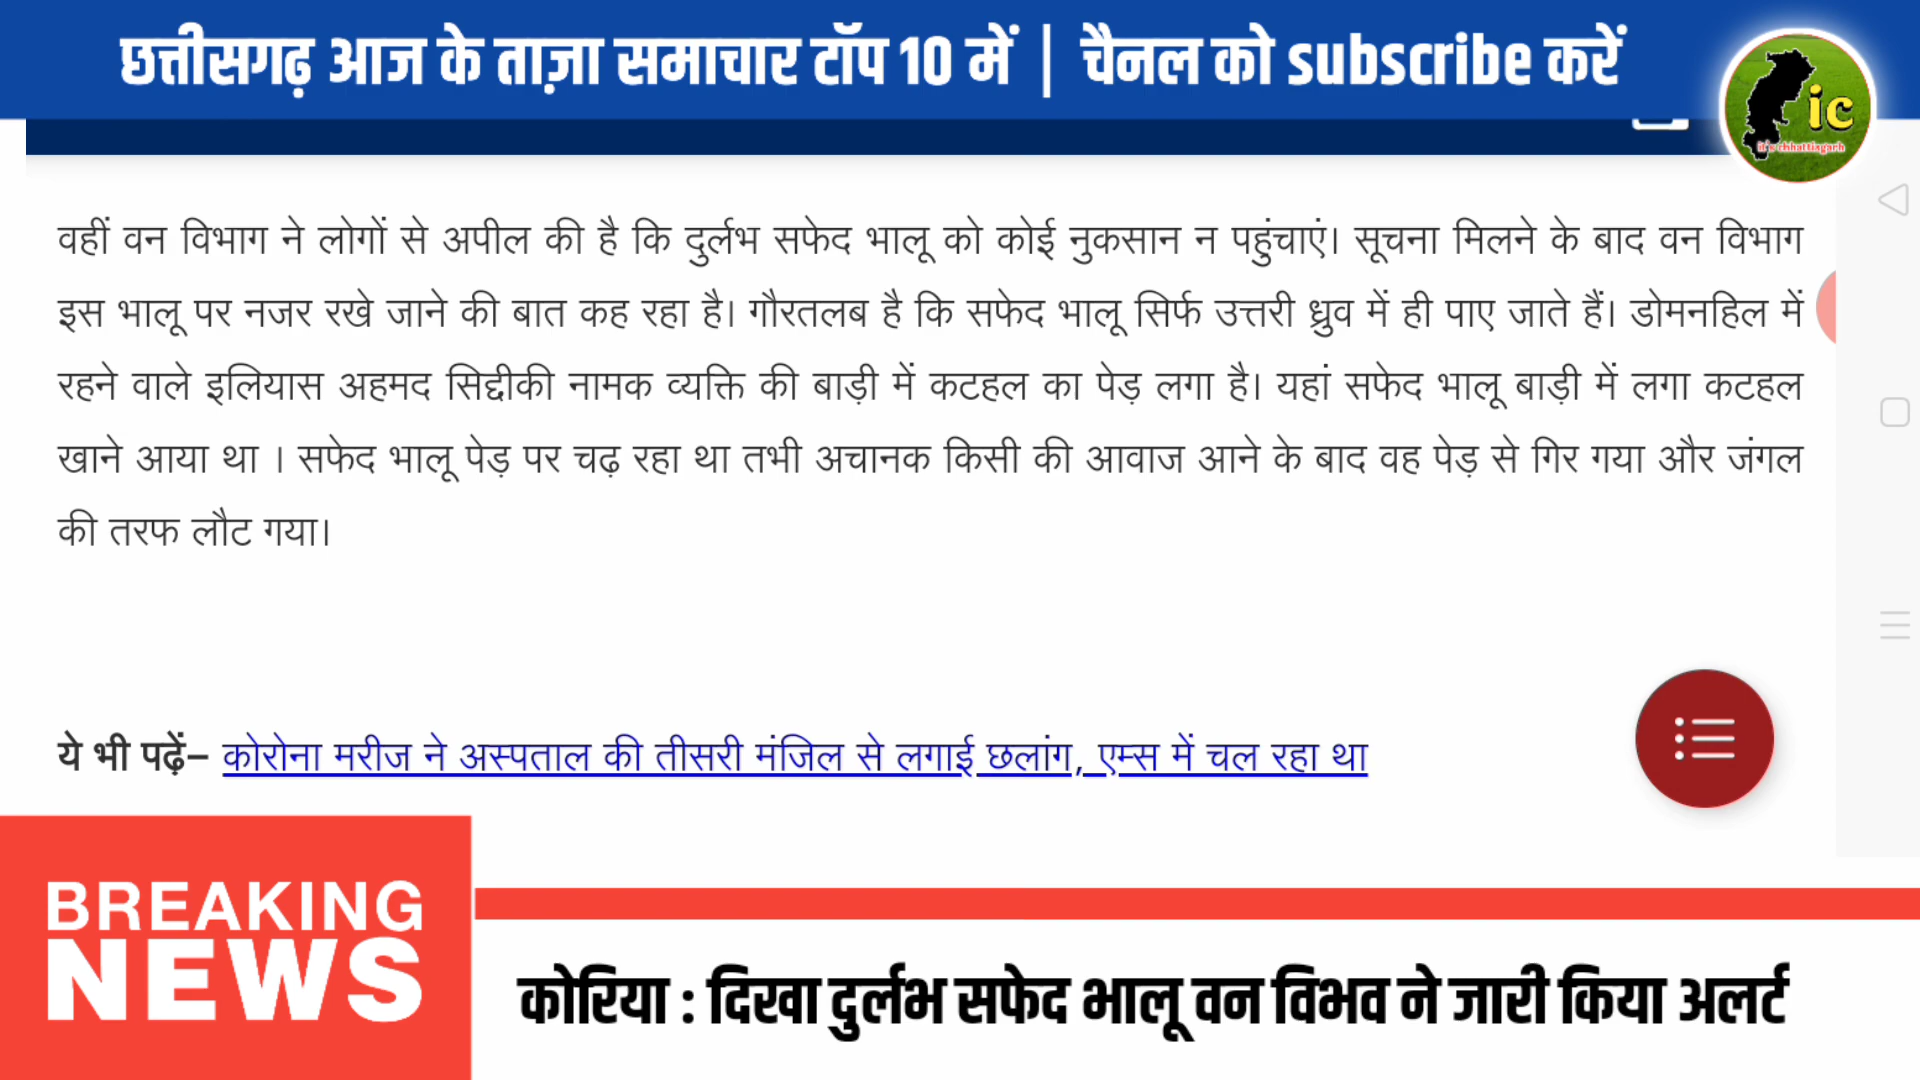 छत्तीसगढ़ आज के ताज़ा समाचार टॉप 10 में | चैनल को subscribe करें
ic
it's chhattisgarh
वहीं वन विभाग ने लोगों से अपील की है कि दुर्लभ सफेद भालू को कोई नुकसान न पहुंचाएं। सूचना मिलने के बाद वन विभाग
इस भालू पर नजर रखे जाने की बात कह रहा है। गौरतलब है कि सफेद भालू सिर्फ उत्तरी ध्रुव में ही पाए जाते हैं। डोमनहिल में
रहने वाले इलियास अहमद सिद्दीकी नामक व्यक्ति की बाड़ी में कटहल का पेड़ लगा है। यहां सफेद भालू बाड़ी में लगा कटहल
खाने आया था । सफेद भालू पेड़ पर चढ़ रहा था तभी अचानक किसी की आवाज आने के बाद वह पेड़ से गिर गया और जंगल
की तरफ लौट गया।
ये भी पढ़ें– कोरोना मरीज ने अस्पताल की तीसरी मंजिल से लगाई छलांग, एम्स में चल रहा था
BREAKING
NEWS
कोरिया : दिखा दुर्लभ सफेद भालू वन विभव ने जारी किया अलर्ट